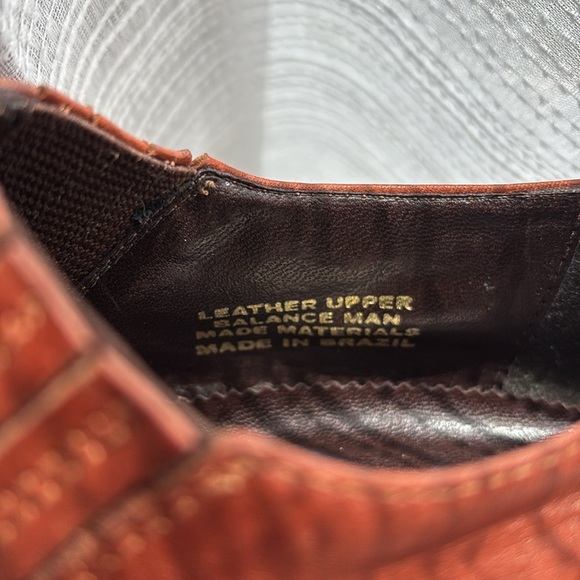 LEATHER UPPER
BALANCE MAN
MADE MATERIALS
MADE IN BRAZIL